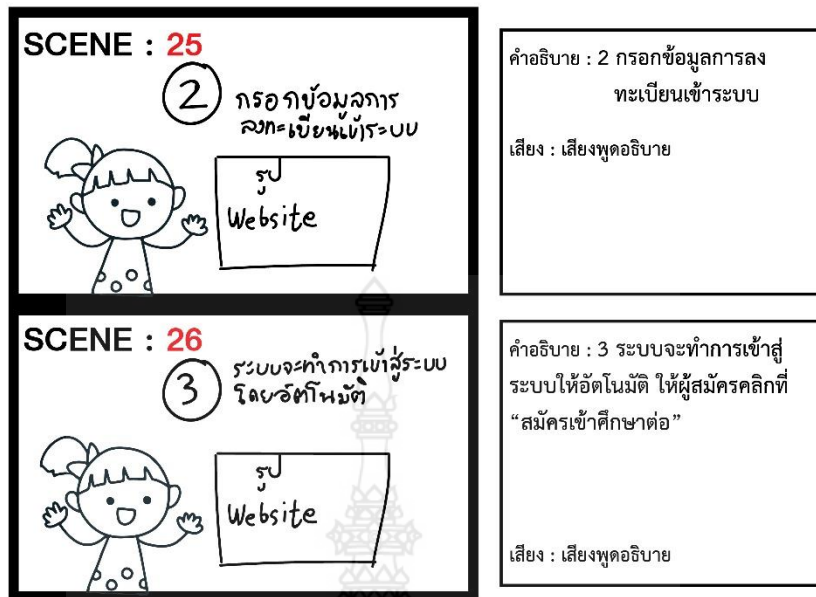 SCENE : 25
2
กรอกข้อมูลการ
ลงทะเบียนเข้าระบบ
รูป
Website
คำอธิบาย : 2 กรอกข้อมูลการลง
ทะเบียนเข้าระบบ
เสียง : เสียงพูดอธิบาย
SCENE : 26
3
ระบบจะทำการเข้าสู่ระบบ
โดยอัตโนมัติ
รูป
Website
คำอธิบาย : 3 ระบบจะทำการเข้าสู่
ระบบให้อัตโนมัติ ให้ผู้สมัครคลิกที่
“สมัครเข้าศึกษาต่อ”
เสียง : เสียงพูดอธิบาย